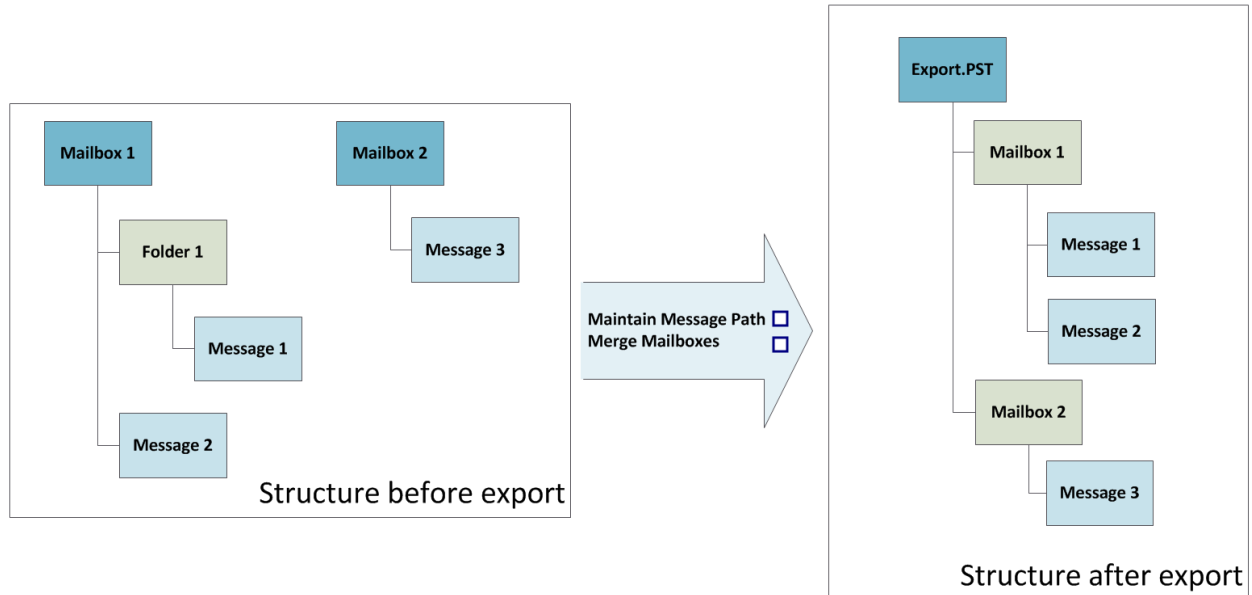 Mailbox 1
Mailbox 2
Folder 1
Message 3
Message 1
Message 2
Structure before export
Maintain Message Path
Merge Mailboxes
Export.PST
Mailbox 1
Message 1
Message 2
Mailbox 2
Message 3
Structure after export